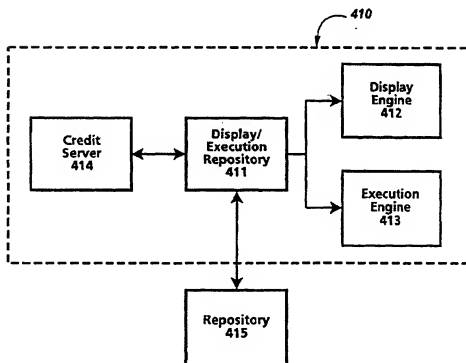 410
Display
Engine
412
Credit
Server
414
Display/
Execution
Repository
411
Execution
Engine
413
Repository
415